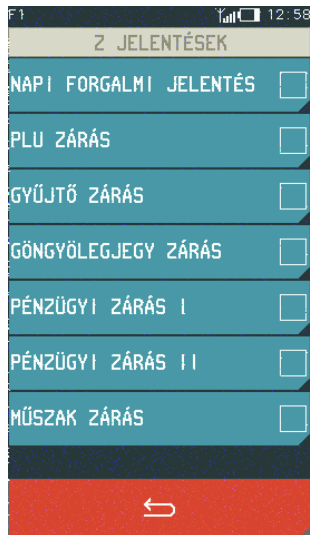 F1 12:58
Z JELENTÉSEK
NAPI FORGALMI JELENTÉS
PLU ZÁRÁS
GYŰJTŐ ZÁRÁS
GÖNGYÖLEGJEGY ZÁRÁS
PÉNZÜGYI ZÁRÁS I
PÉNZÜGYI ZÁRÁS II
MŰSZAK ZÁRÁS